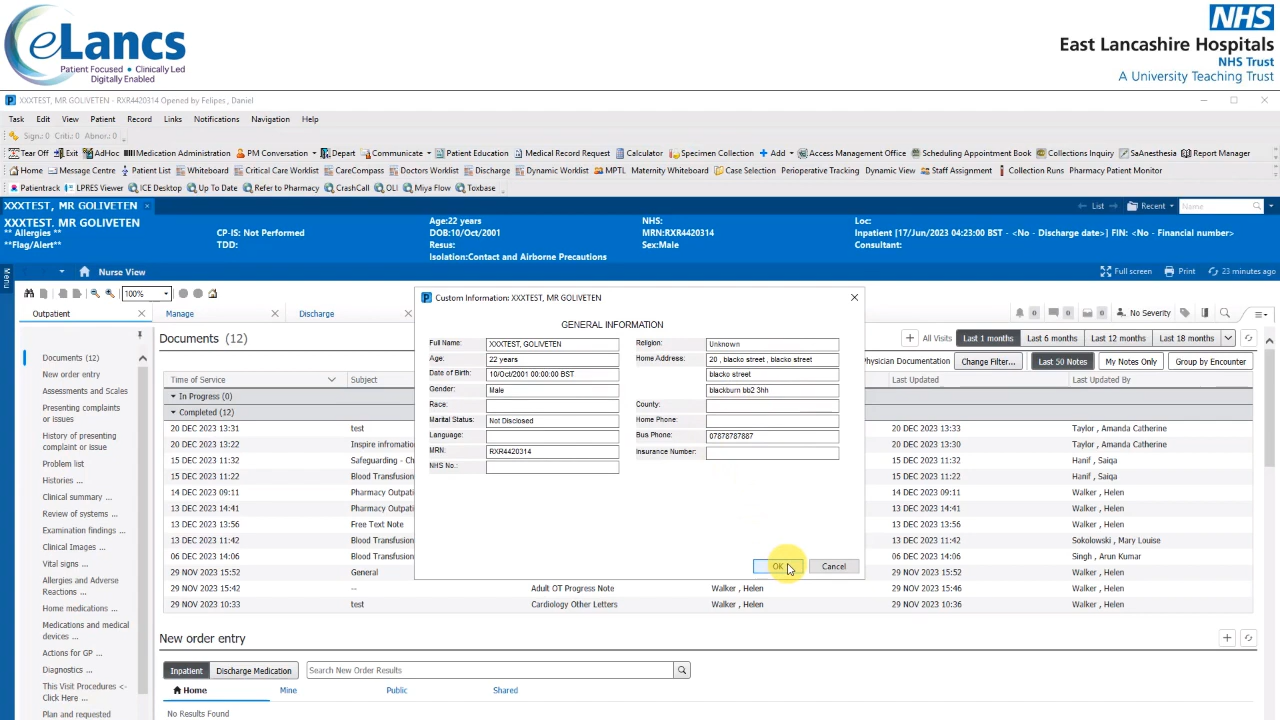 eLancs
Patient Focused • Clinically Led
Digitally Enabled
NHS
East Lancashire Hospitals
NHS Trust
A University Teaching Trust
P XXXTEST, MR GOLIVETEN - RXR4420314 Opened by Felipes , Daniel
Task Edit View Patient Record Links Notifications Navigation Help
Sign.: 0 Criti.: 0 Abnor.: 0
Tear Off Exit AdHoc Medication Administration PM Conversation Depart Communicate Patient Education Medical Record Request Calculator Specimen Collection Add Access Management Office Scheduling Appointment Book Collections Inquiry SaAnesthesia Report Manager
Home Message Centre Patient List Whiteboard Critical Care Worklist CareCompass Doctors Worklist Discharge Dynamic Worklist MPTL Maternity Whiteboard Case Selection Perioperative Tracking Dynamic View Staff Assignment Collection Runs Pharmacy Patient Monitor
Patientrack LPRES Viewer ICE Desktop Up To Date Refer to Pharmacy CrashCall OLI Miya Flow Toxbase
XXXTEST, MR GOLIVETEN × List Recent Name
XXXTEST, MR GOLIVETEN Age:22 years NHS: Loc:
** Allergies ** CP-IS: Not Performed DOB:10/Oct/2001 MRN:RXR4420314 Inpatient [17/Jun/2023 04:23:00 BST - <No - Discharge date>] FIN: <No - Financial number>
**Flag/Alert** TDD: Resus: Sex:Male Consultant:
Isolation:Contact and Airborne Precautions
Menu
Nurse View Full screen Print 23 minutes ago
100%
Outpatient × Manage × Discharge × 0 0 0 No Severity
P Custom Information: XXXTEST, MR GOLIVETEN
GENERAL INFORMATION
Full Name: XXXTEST, GOLIVETEN Religion: Unknown
Age: 22 years Home Address: 20 , blacko street , blacko street
Date of Birth: 10/Oct/2001 00:00:00 BST blacko street
Gender: Male blackburn bb2 3hh
Race: County:
Marital Status: Not Disclosed Home Phone:
Language: Bus Phone: 07878787887
MRN: RXR4420314 Insurance Number:
NHS No.:
OK Cancel
Documents (12) All Visits Last 1 months Last 6 months Last 12 months Last 18 months
hysician Documentation Change Filter... Last 50 Notes My Notes Only Group by Encounter
Time of Service Subject Last Updated Last Updated By
In Progress (0)
Completed (12)
20 DEC 2023 13:31 test 20 DEC 2023 13:33 Taylor , Amanda Catherine
20 DEC 2023 13:31 Inspire infromatio 20 DEC 2023 13:30 Taylor , Amanda Catherine
15 DEC 2023 11:32 Safeguarding - Ch 15 DEC 2023 11:32 Hanif , Saiqa
15 DEC 2023 11:22 Blood Transfusion 15 DEC 2023 11:22 Hanif , Saiqa
14 DEC 2023 09:11 Pharmacy Outpati 14 DEC 2023 09:11 Walker , Helen
13 DEC 2023 14:41 Pharmacy Outpati 13 DEC 2023 14:41 Walker , Helen
13 DEC 2023 13:56 Free Text Note 13 DEC 2023 13:56 Walker , Helen
13 DEC 2023 11:42 Blood Transfusion 13 DEC 2023 11:42 Sokolowski , Mary Louise
06 DEC 2023 14:06 Blood Transfusion 06 DEC 2023 14:06 Singh , Arun Kumar
29 NOV 2023 15:52 General 29 NOV 2023 15:52 Walker , Helen
29 NOV 2023 15:42 -- Adult OT Progress Note Walker , Helen 29 NOV 2023 15:46 Walker , Helen
29 NOV 2023 10:33 test Cardiology Other Letters Walker , Helen 29 NOV 2023 10:36 Walker , Helen
Documents (12)
New order entry
Assessments and Scales
Presenting complaints
or issues
History of presenting
complaint or issue
Problem list
Histories ...
Clinical summary ...
Review of systems ...
Examination findings ...
Clinical Images ...
Vital signs ...
Allergies and Adverse
Reactions ...
Home medications ...
Medications and medical
devices ...
Actions for GP ...
Diagnostics ...
This Visit Procedures <-
Click Here ...
Plan and requested
New order entry
Inpatient Discharge Medication Search New Order Results
Home Mine Public Shared
No Results Found